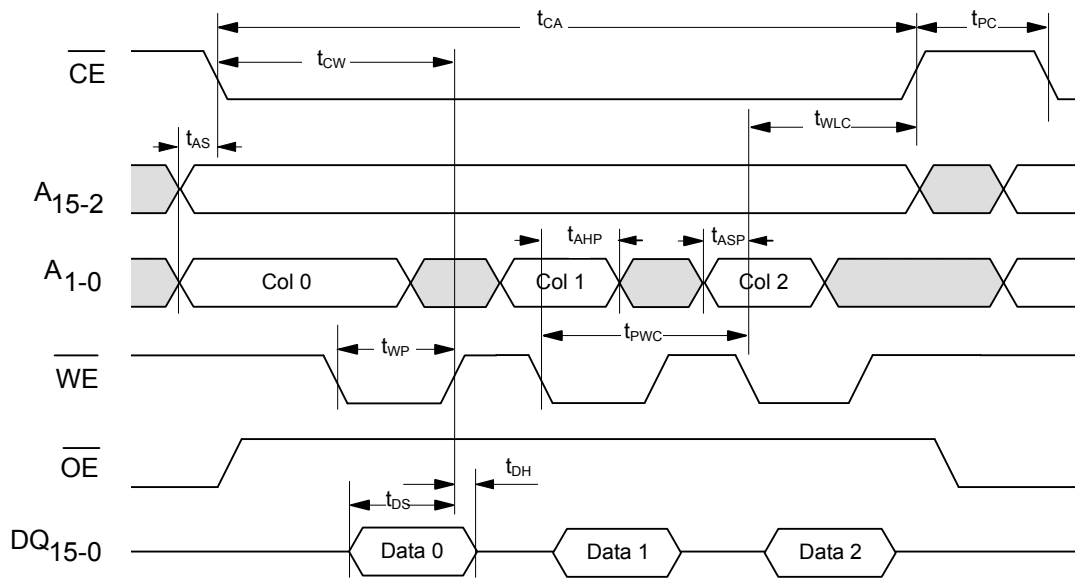 tCA
tPC
CE
tCW
tWLC
tAS
A15-2
tAHP
tASP
A1-0
Col 0
Col 1
Col 2
tPWC
tWP
WE
OE
tDH
tDS
DQ15-0
Data 0
Data 1
Data 2